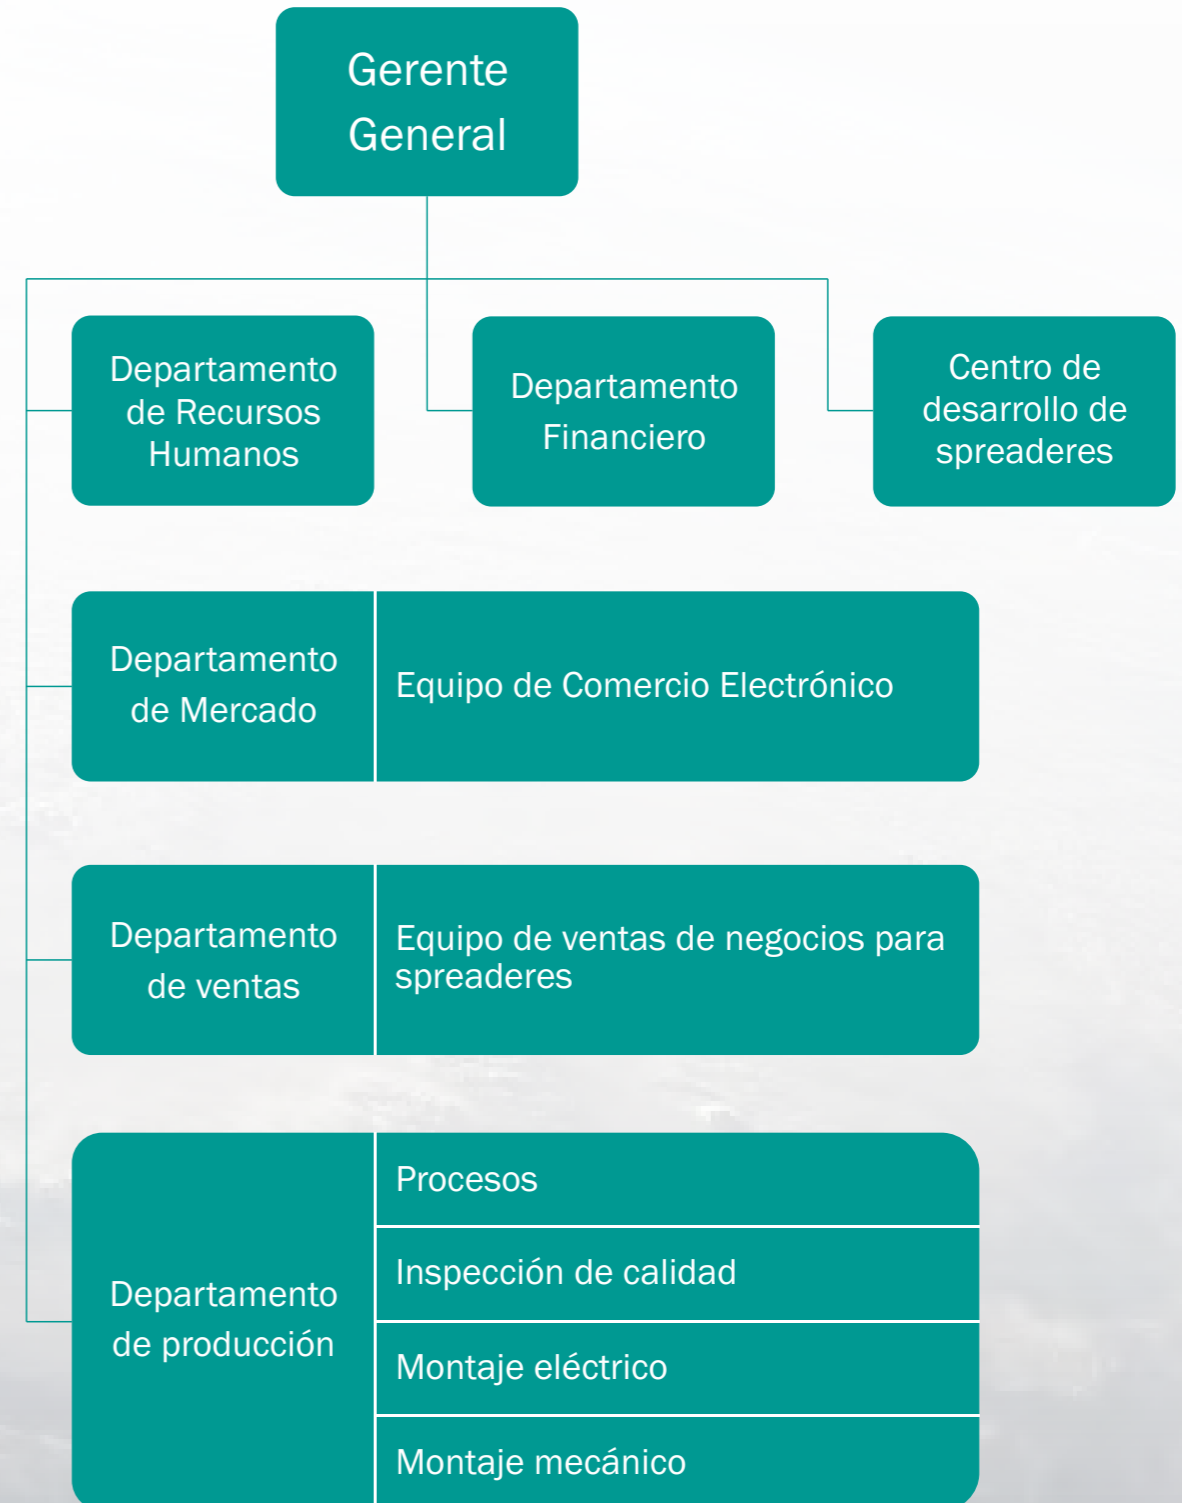 Gerente
General
Departamento
de Recursos
Humanos
Departamento
Financiero
Centro de
desarrollo de
spreaderes
Departamento
de Mercado
Equipo de Comercio Electrónico
Departamento
de ventas
Equipo de ventas de negocios para
spreaderes
Departamento
de producción
Procesos
Inspección de calidad
Montaje eléctrico
Montaje mecánico